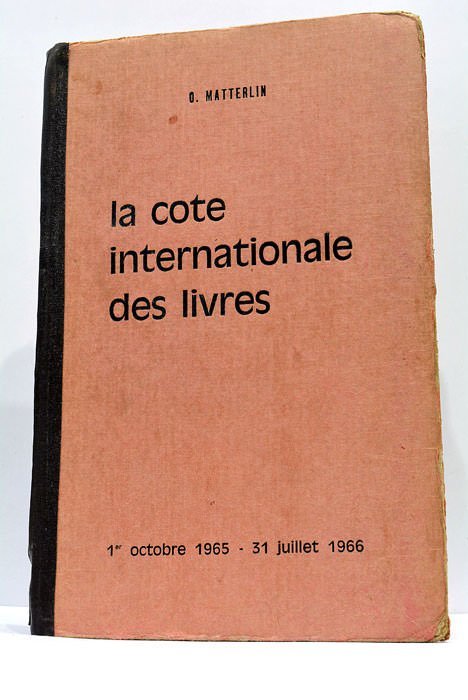 O. MATTERLIN
la cote
internationale
des livres
1er octobre 1965 - 31 juillet 1966